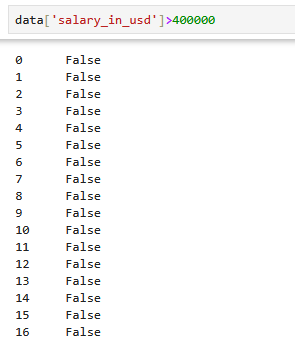 data['salary_in_usd']>400000
0 False
1 False
2 False
3 False
4 False
5 False
6 False
7 False
8 False
9 False
10 False
11 False
12 False
13 False
14 False
15 False
16 False